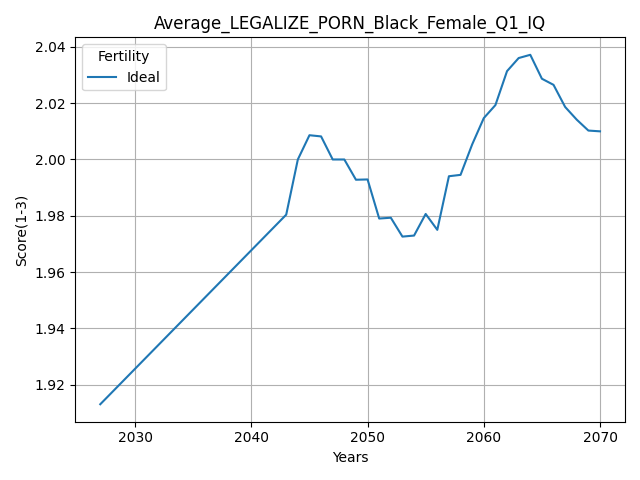 Average_LEGALIZE_PORN_Black_Female_Q1_IQ
Fertility
Ideal
2.04
2.02
2.00
1.98
1.96
1.94
1.92
Score(1-3)
2030 2040 2050 2060 2070
Years